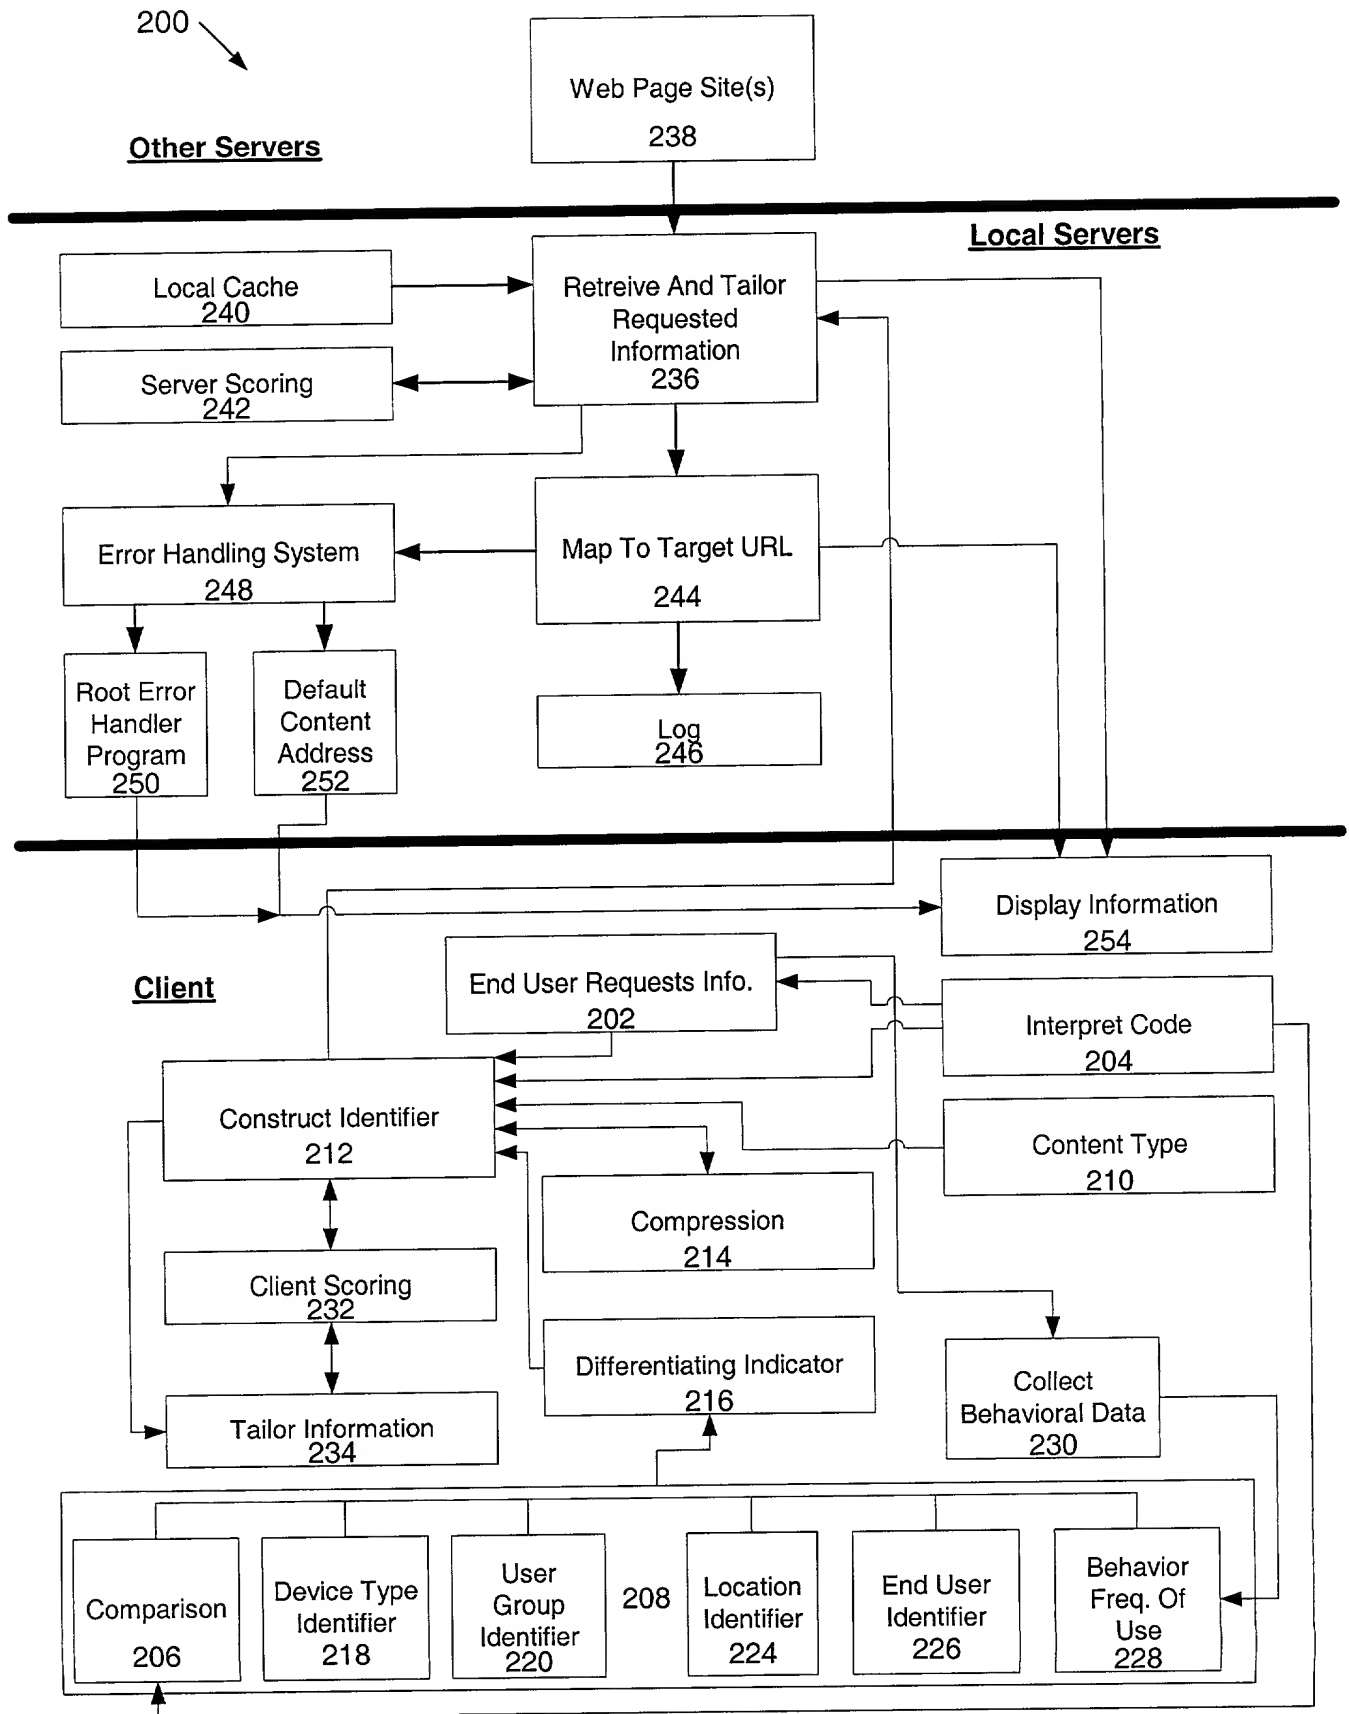 200
Web Page Site(s)
238
Other Servers
Local Servers
Local Cache
240
Retreive And Tailor
Requested
Information
236
Server Scoring
242
Error Handling System
248
Map To Target URL
244
Root Error
Handler
Program
250
Default
Content
Address
252
Log
246
Display Information
254
Client
End User Requests Info.
202
Interpret Code
204
Construct Identifier
212
Content Type
210
Compression
214
Client Scoring
232
Differentiating Indicator
216
Collect
Behavioral Data
230
Tailor Information
234
Comparison
206
Device Type
Identifier
218
User
Group
Identifier
220
208
Location
Identifier
224
End User
Identifier
226
Behavior
Freq. Of
Use
228